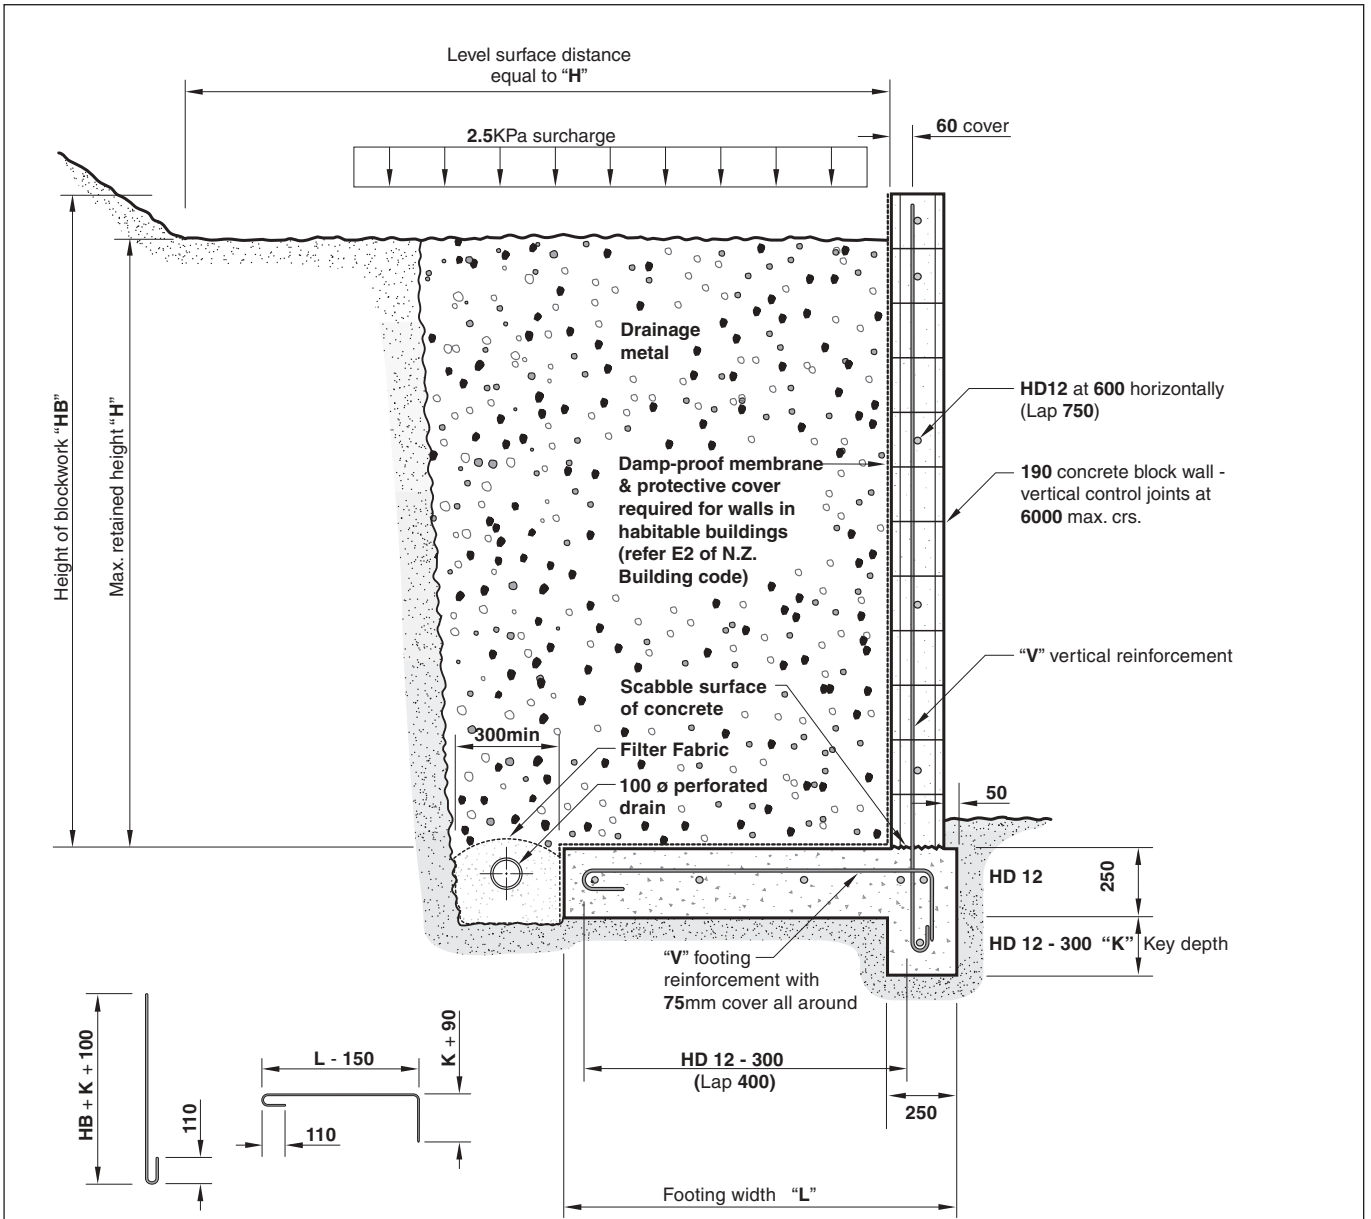 Level surface distance
equal to “H”
60 cover
2.5KPa surcharge
Drainage
metal
HD12 at 600 horizontally
(Lap 750)
Height of blockwork “HB”
Max. retained height “H”
Damp-proof membrane
& protective cover
required for walls in
habitable buildings
(refer E2 of N.Z.
Building code)
190 concrete block wall -
vertical control joints at
6000 max. crs.
“V” vertical reinforcement
Scabble surface
of concrete
300min
Filter Fabric
100 ø perforated
drain
50
HD 12
250
HD 12 - 300 “K” Key depth
“V” footing
reinforcement with
75mm cover all around
HB + K + 100
110
L - 150
110
K + 90
HD 12 - 300
(Lap 400)
250
Footing width “L”